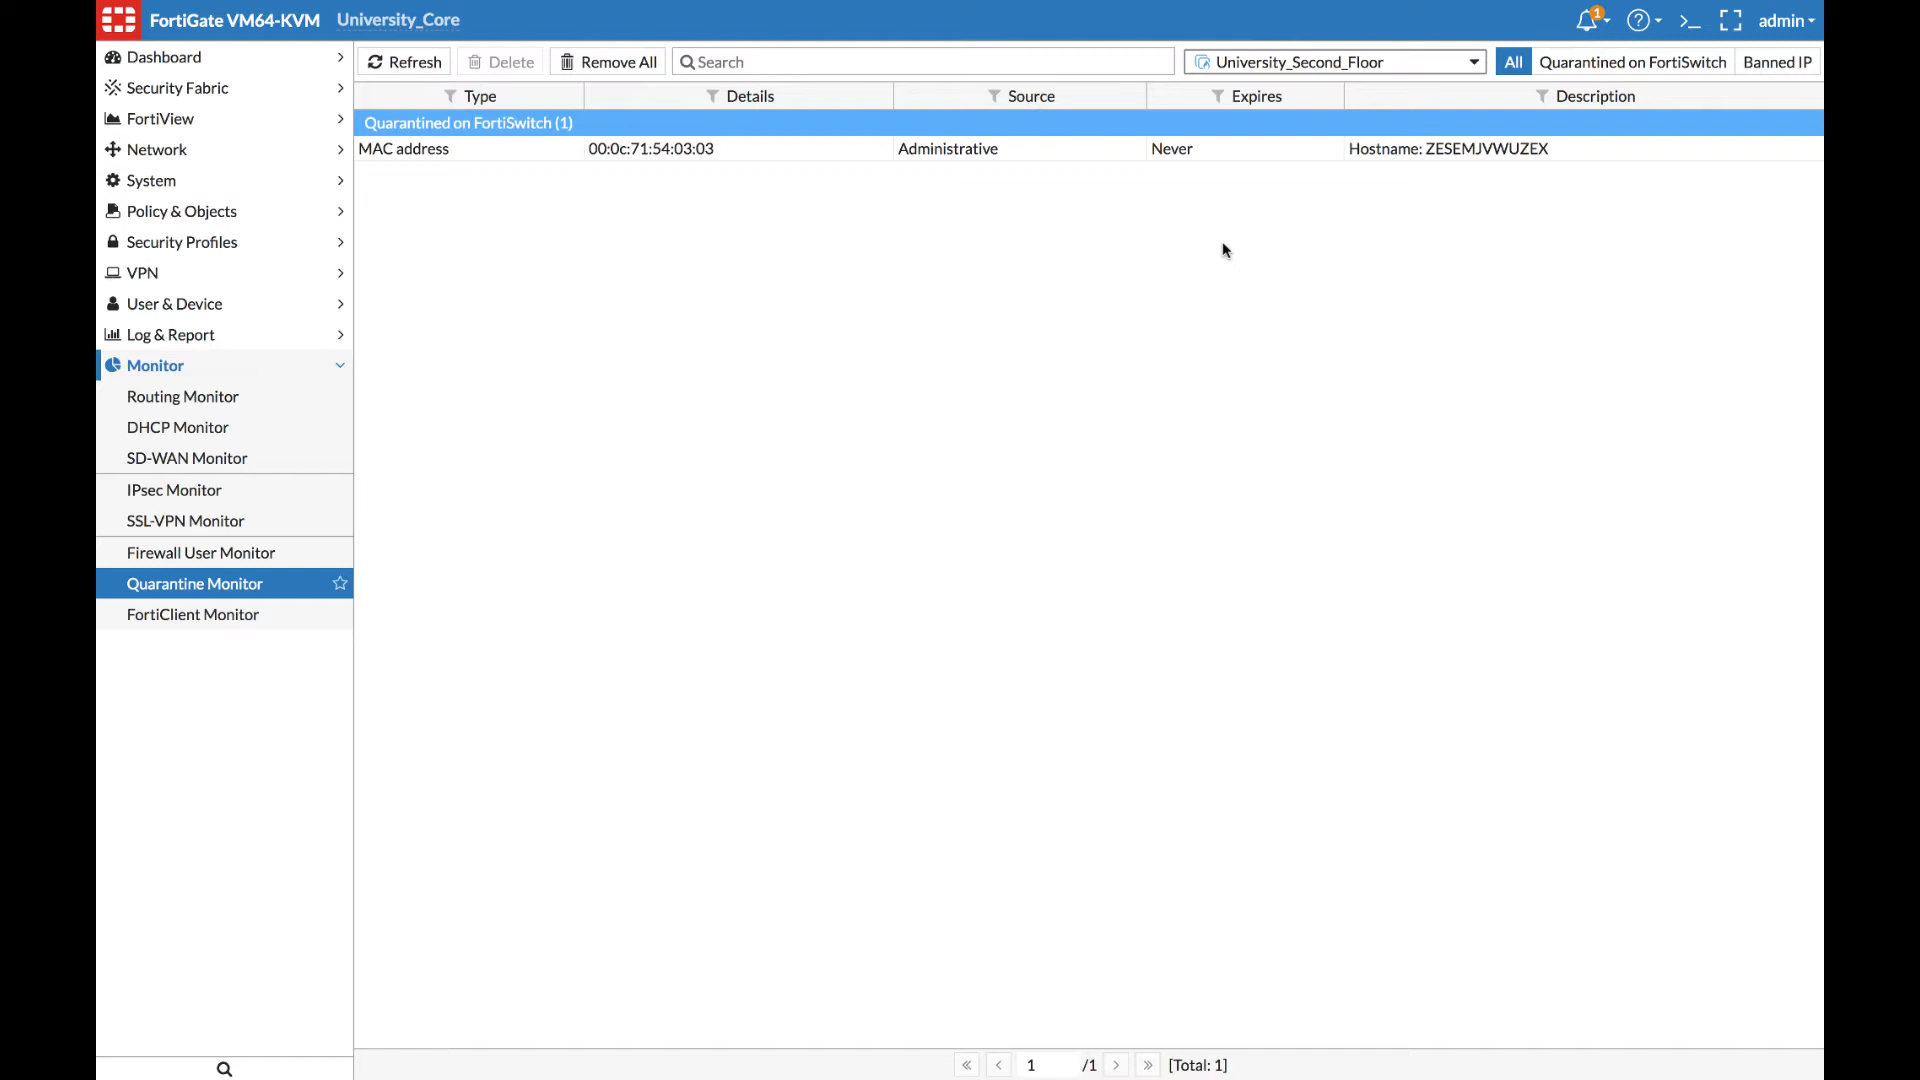 FortiGate VM64-KVM University_Core 1 admin
Dashboard
Security Fabric
FortiView
Network
System
Policy & Objects
Security Profiles
VPN
User & Device
Log & Report
Monitor
Routing Monitor
DHCP Monitor
SD-WAN Monitor
IPsec Monitor
SSL-VPN Monitor
Firewall User Monitor
Quarantine Monitor
FortiClient Monitor
Refresh Delete Remove All Search University_Second_Floor All Quarantined on FortiSwitch Banned IP
Type Details Source Expires Description
Quarantined on FortiSwitch (1)
MAC address 00:0c:71:54:03:03 Administrative Never Hostname: ZESEMJVWUZEX
« < 1 /1 > » [Total: 1]